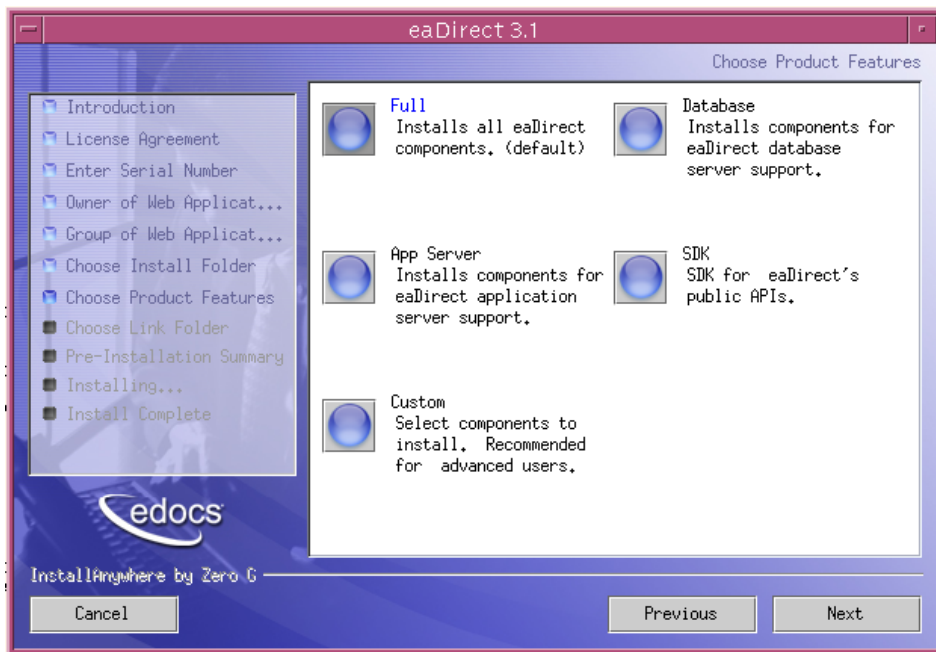 eaDirect 3.1
Choose Product Features
Introduction
License Agreement
Enter Serial Number
Owner of Web Applicat...
Group of Web Applicat...
Choose Install Folder
Choose Product Features
Choose Link Folder
Pre-Installation Summary
Installing...
Install Complete
Full
Installs all eaDirect
components. (default)
Database
Installs components for
eaDirect database
server support.
App Server
Installs components for
eaDirect application
server support.
SDK
SDK for eaDirect's
public APIs.
Custom
Select components to
install. Recommended
for advanced users.
edocs
InstallAnywhere by Zero G
Cancel
Previous
Next